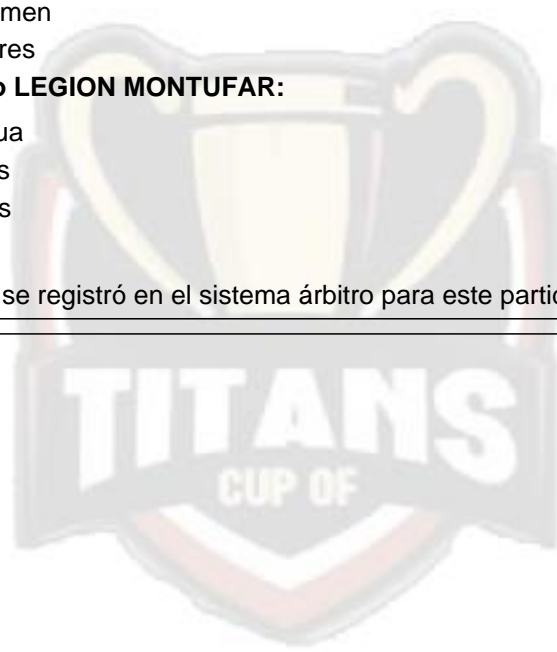 men
res
o LEGION MONTUFAR:
ua
s
s
se registró en el sistema árbitro para este partic
TITANS
CUP OF